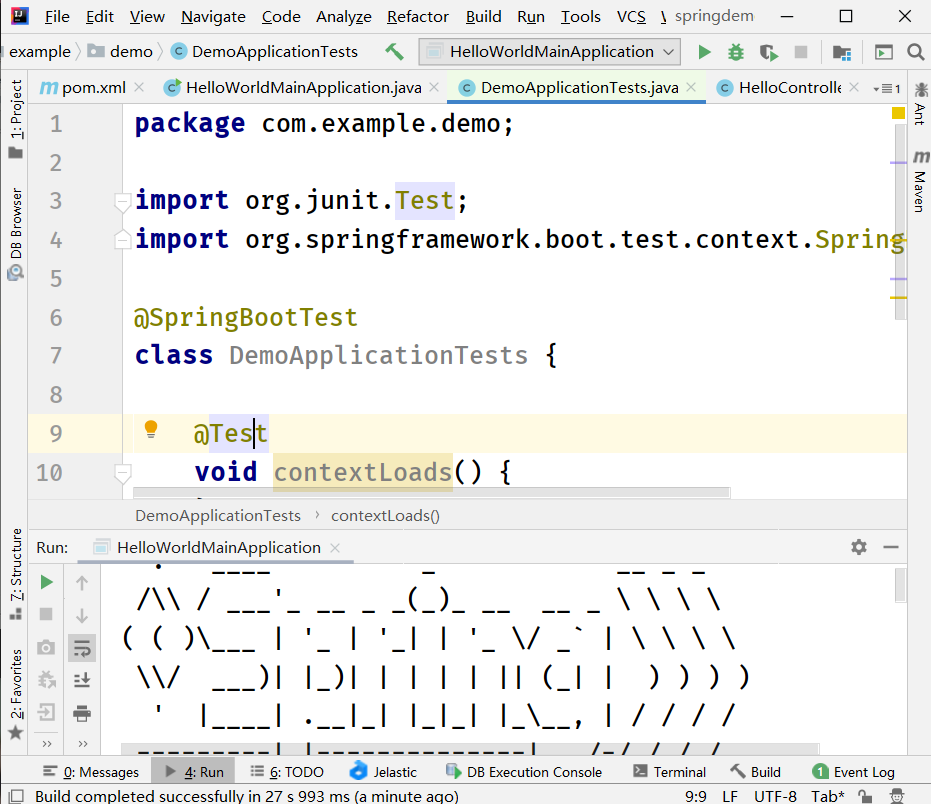 File Edit View Navigate Code Analyze Refactor Build Run Tools VCS springdem
example demo DemoApplicationTests HelloWorldMainApplication
pom.xml HelloWorldMainApplication.java DemoApplicationTests.java HelloControlle 1
1: Project
DB Browser
7: Structure
2: Favorites
Ant
Maven
1 package com.example.demo;
2
3 import org.junit.Test;
4 import org.springframework.boot.test.context.Spring
5
6 @SpringBootTest
7 class DemoApplicationTests {
8
9 @Test
10 void contextLoads() {
DemoApplicationTests › contextLoads()
Run: HelloWorldMainApplication
.   ____          _            __ _ _
/\\ / ___'_ __ _ _(_)_ __  __ _ \ \ \ \
( ( )\___ | '_ | '_| | '_ \/ _` | \ \ \ \
\\/  ___)| |_)| | | | | || (_| |  ) ) ) )
'  |____| .__|_| |_|_| |_\__, | / / / /
0: Messages 4: Run 6: TODO Jelastic DB Execution Console Terminal Build 1 Event Log
Build completed successfully in 27 s 993 ms (a minute ago) 9:9 LF UTF-8 Tab*